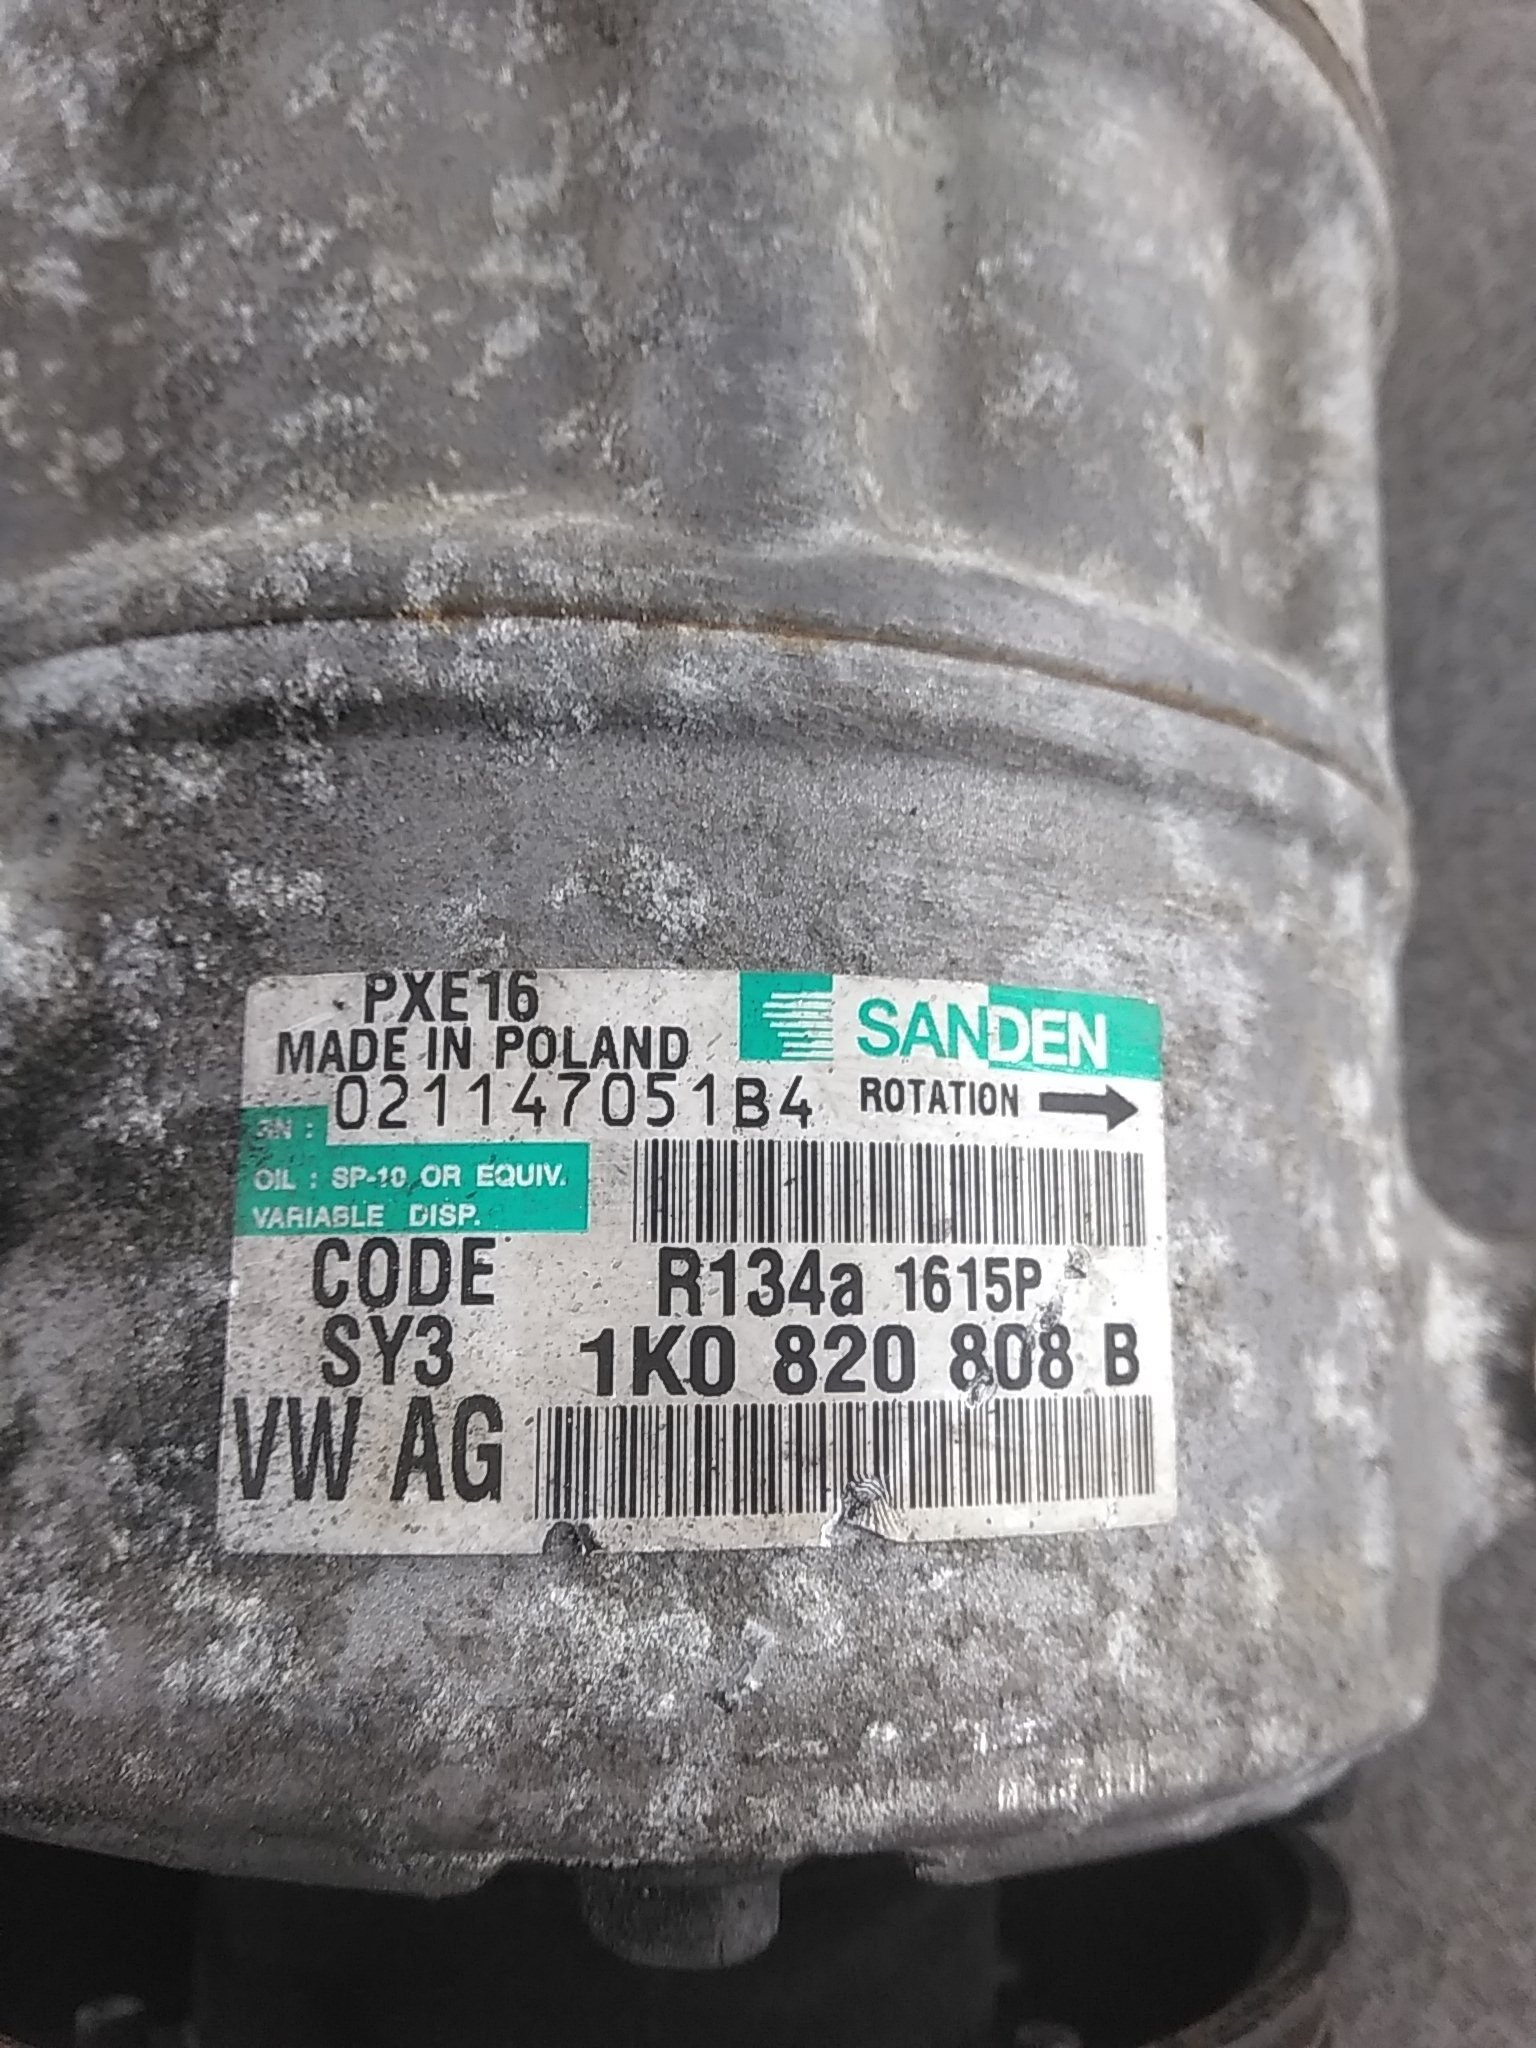 PXE16
SANDEN
MADE IN POLAND
021147051B4
ROTATION
SN :
OIL : SP-10 OR EQUIV.
VARIABLE DISP.
CODE
R134a 1615P
SY3
1K0 820 808 B
VW AG